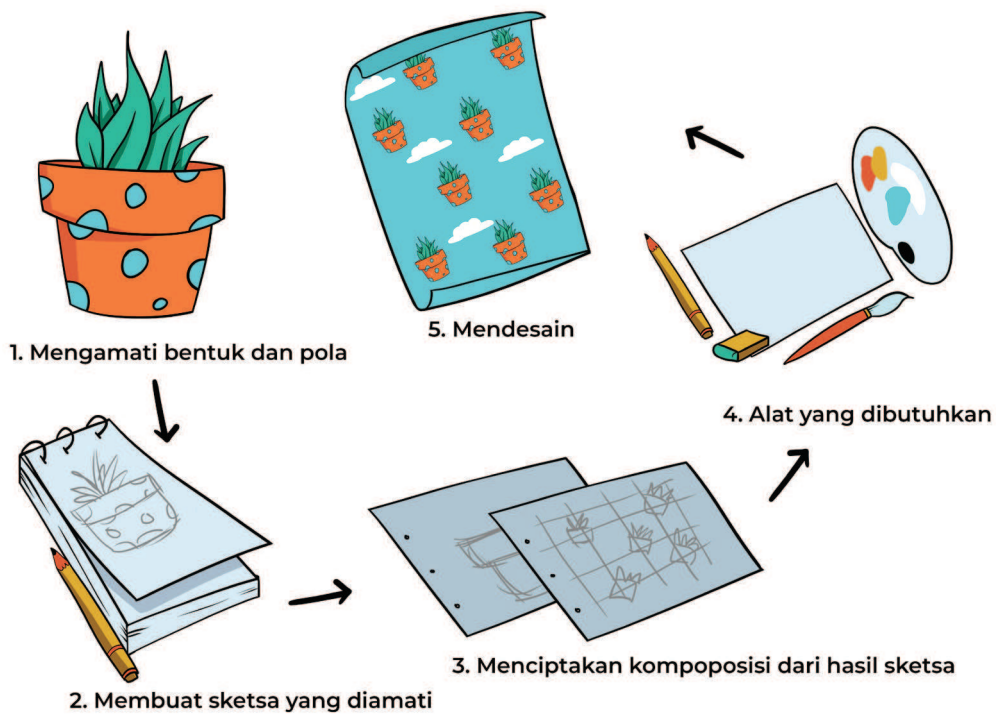 1. Mengamati bentuk dan pola
2. Membuat sketsa yang diamati
3. Menciptakan kompoposisi dari hasil sketsa
4. Alat yang dibutuhkan
5. Mendesain